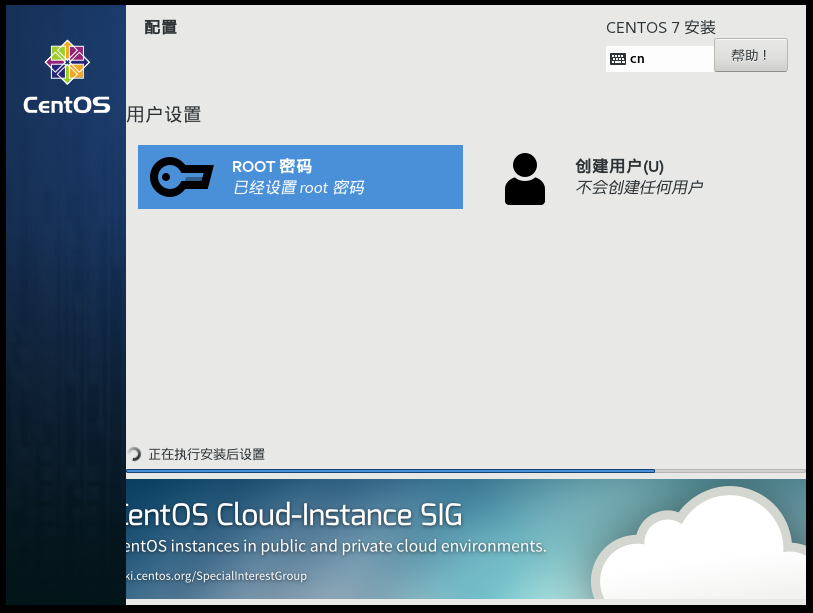 配置
CENTOS 7 安装
cn
帮助！
CentOS
用户设置
ROOT 密码
已经设置 root 密码
创建用户(U)
不会创建任何用户
正在执行安装后设置
CentOS Cloud-Instance SIG
entOS instances in public and private cloud environments.
ki.centos.org/SpecialInterestGroup